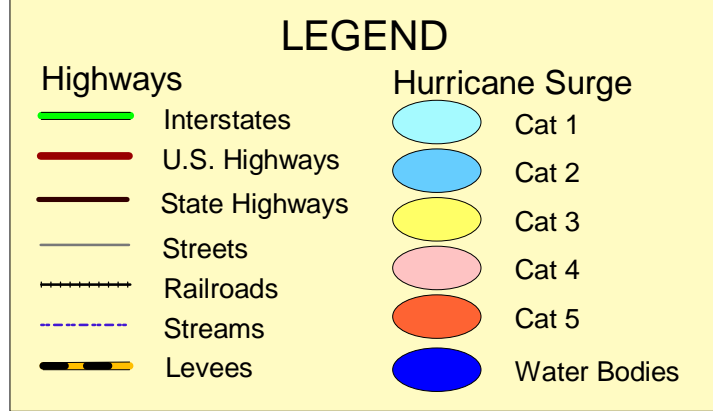 LEGEND
Highways
Interstates
U.S. Highways
State Highways
Streets
Railroads
Streams
Levees
Hurricane Surge
Cat 1
Cat 2
Cat 3
Cat 4
Cat 5
Water Bodies